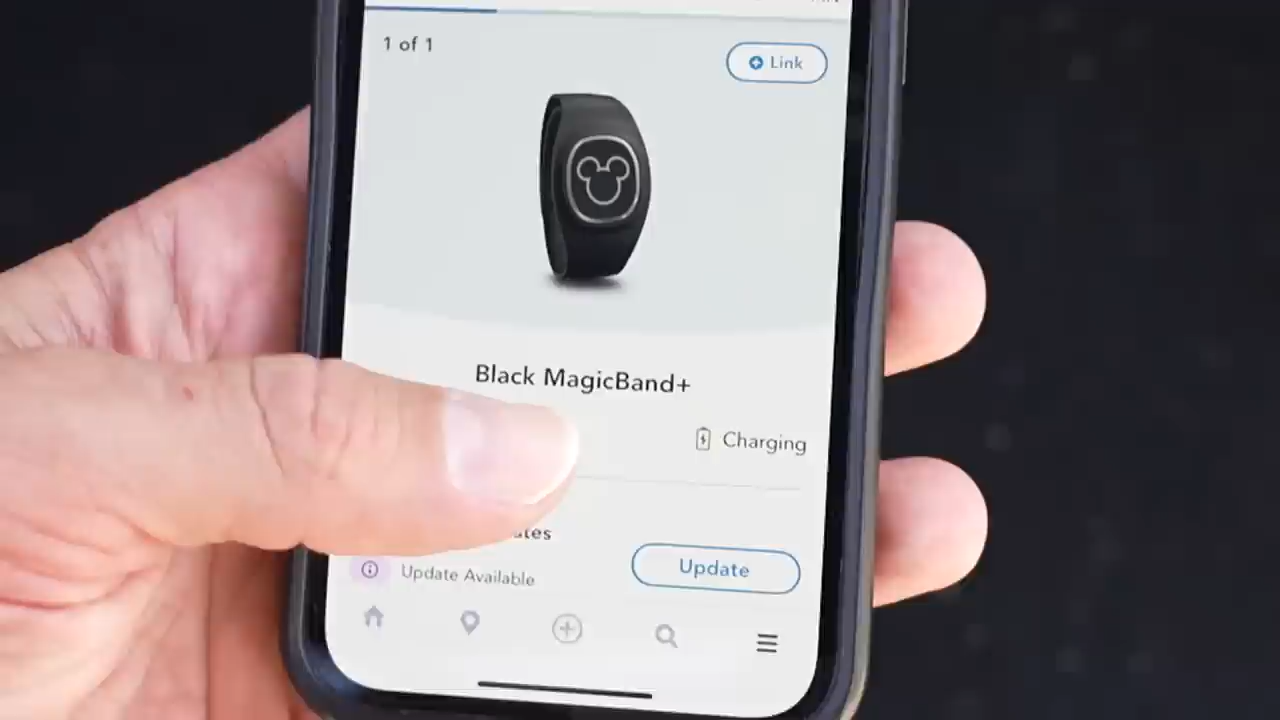 1 of 1
Link
Black MagicBand+
Charging
Update Available
Update